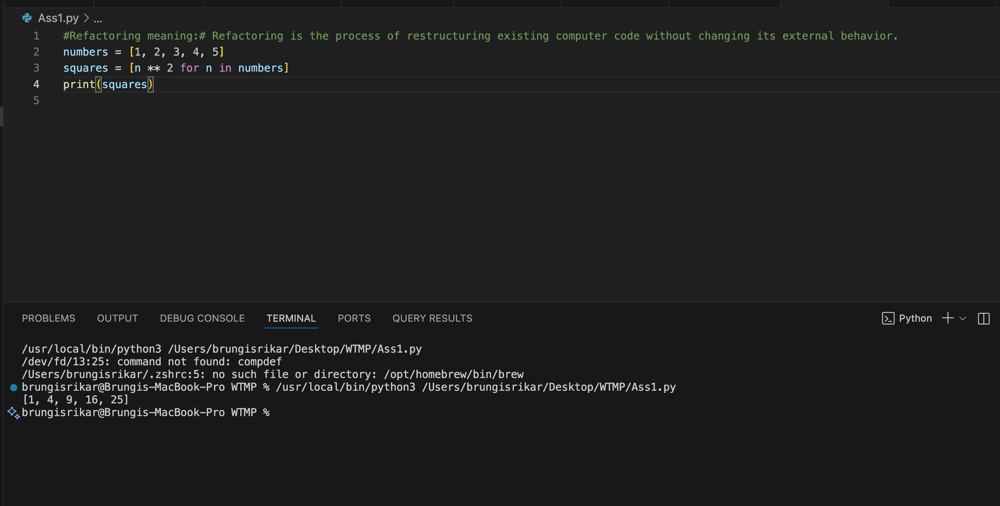 Ass1.py > ...
1 #Refactoring meaning:# Refactoring is the process of restructuring existing computer code without changing its external behavior.
2 numbers = [1, 2, 3, 4, 5]
3 squares = [n ** 2 for n in numbers]
4 print(squares)
5
PROBLEMS OUTPUT DEBUG CONSOLE TERMINAL PORTS QUERY RESULTS Python
/usr/local/bin/python3 /Users/brungisrikar/Desktop/WTMP/Ass1.py
/dev/fd/13:25: command not found: compdef
/Users/brungisrikar/.zshrc:5: no such file or directory: /opt/homebrew/bin/brew
brungisrikar@Brungis-MacBook-Pro WTMP % /usr/local/bin/python3 /Users/brungisrikar/Desktop/WTMP/Ass1.py
[1, 4, 9, 16, 25]
brungisrikar@Brungis-MacBook-Pro WTMP %